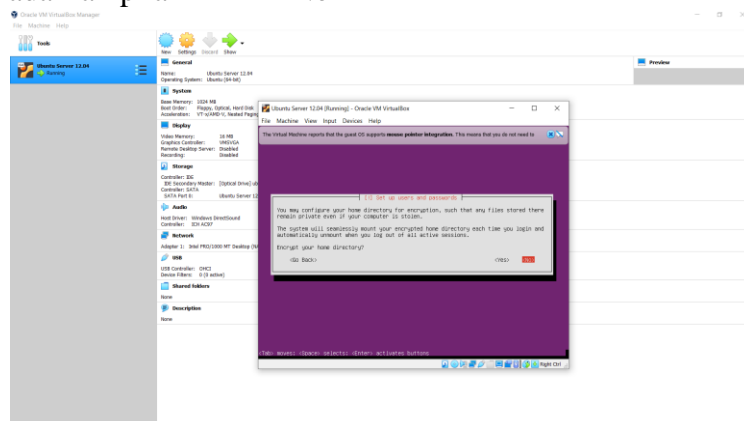 Oracle VM VirtualBox Manager
File Machine Help
Tools
New Settings Discard Show
Ubuntu Server 12.04
Running
General
Name: Ubuntu Server 12.04
Operating System: Ubuntu (64-bit)
System
Base Memory: 1024 MB
Boot Order: Floppy, Optical, Hard Disk
Acceleration: VT-x/AMD-V, Nested Paging
Display
Video Memory: 16 MB
Graphics Controller: VMSVGA
Remote Desktop Server: Disabled
Recording: Disabled
Storage
Controller: IDE
IDE Secondary Master: [Optical Drive]
Controller: SATA
SATA Port 0: Ubuntu Server 12
Audio
Host Driver: Windows DirectSound
Controller: ICH AC97
Network
Adapter 1: Intel PRO/1000 MT Desktop
USB
USB Controller: OHCI
Device Filters: 0 (0 active)
Shared folders
None
Description
None
Preview
Ubuntu Server 12.04 [Running] - Oracle VM VirtualBox
File Machine View Input Devices Help
The Virtual Machine reports that the guest OS supports mouse pointer integration. This means that you do not need to
[!] Set up users and passwords
You may configure your home directory for encryption, such that any files stored there
remain private even if your computer is stolen.
The system will seamlessly mount your encrypted home directory each time you login and
automatically unmount when you log out of all active sessions.
Encrypt your home directory?
<Go Back> <Yes> <No>
<Tab> moves; <Space> selects; <Enter> activates buttons
Right Ctrl